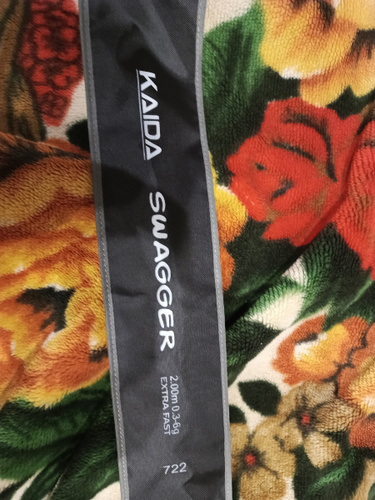 KAIDA SWAGGER
2.00m 0.3-6g
EXTRA FAST
722